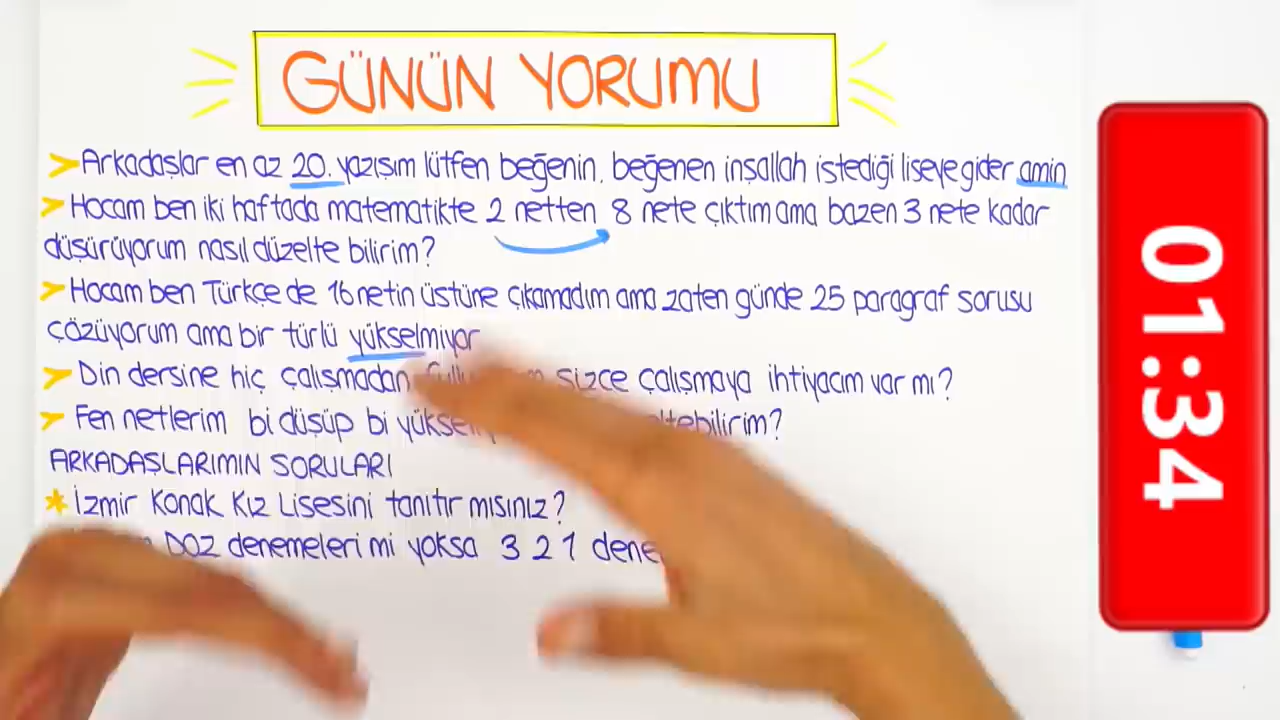 GÜNÜN YORUMU
Arkadaşlar en az 20. yazışım lütfen beğenin, beğenen inşallah istediği liseye gider amin
Hocam ben iki haftada matematikte 2 netten 8 nete çıktım ama bazen 3 nete kadar
düşürüyorum nasıl düzelte bilirim?
Hocam ben Türkçe de 16 netin üstüne çıkamadım ama zaten günde 25 paragraf sorusu
çözüyorum ama bir türlü yükselmiyor
Din dersine hiç çalışmadan sizce çalışmaya ihtiyacım var mı?
Fen netlerim bi düşüp bi
ARKADAŞLARIMIN SORULARI
İzmir Konak Kız Lisesini tanıtır mısınız?
DOZ denemeleri mi yoksa 3 2 1
01:34